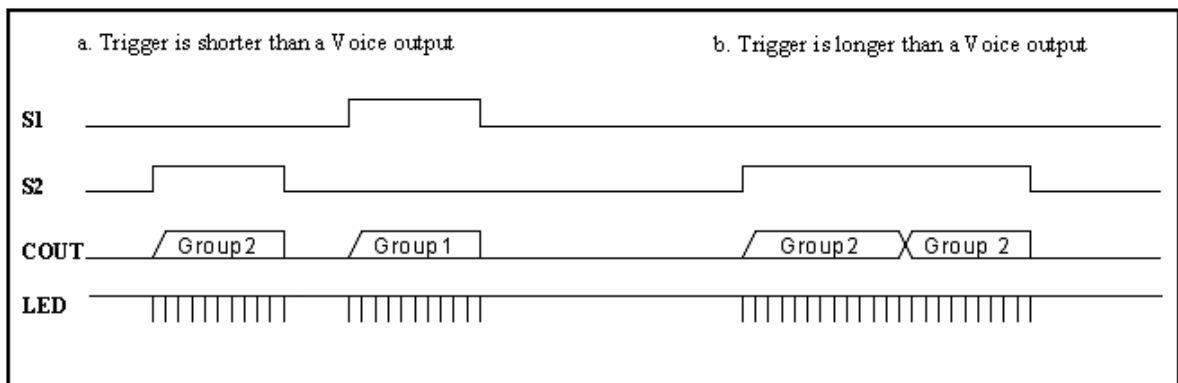 a. Trigger is shorter than a Voice output
b. Trigger is longer than a Voice output
S1
S2
COUT
Group2
Group1
Group2
Group 2
LED